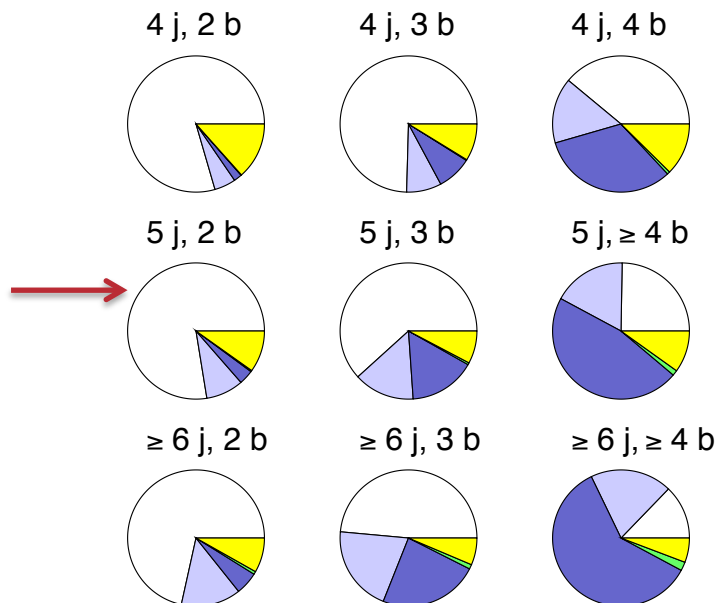 4 j, 2 b
4 j, 3 b
4 j, 4 b
5 j, 2 b
5 j, 3 b
5 j, ≥ 4 b
≥ 6 j, 2 b
≥ 6 j, 3 b
≥ 6 j, ≥ 4 b